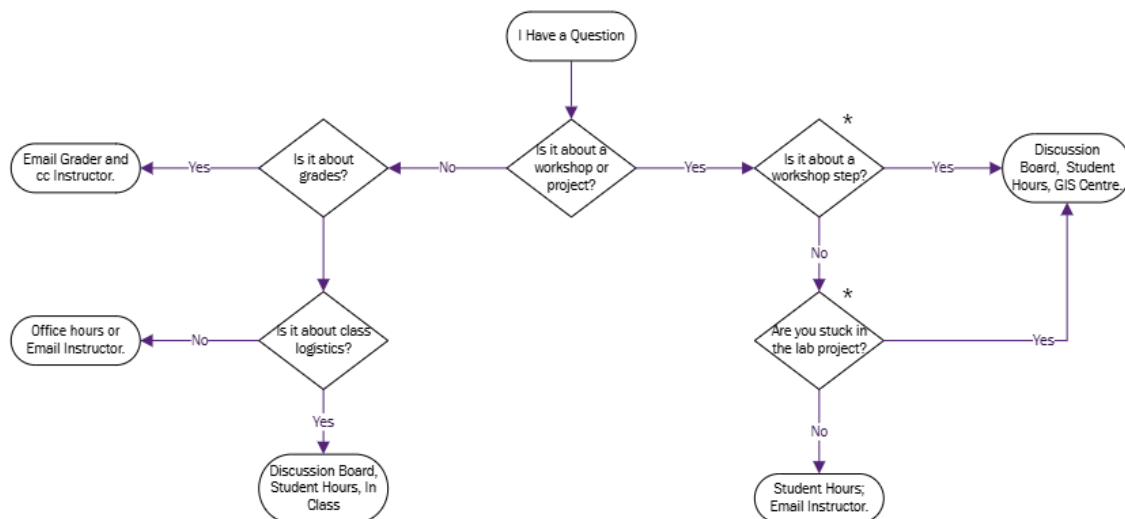 I Have a Question
*
Email Grader and
cc Instructor.
Yes
Is it about
grades?
No
Is it about a
workshop or
project?
Yes
Is it about a
workshop step?
Yes
Discussion
Board, Student
Hours, GIS Centre.
No
*
Office hours or
Email Instructor.
No
Is it about class
logistics?
Are you stuck in
the lab project?
Yes
Yes
No
Discussion Board,
Student Hours, In
Class
Student Hours;
Email Instructor.